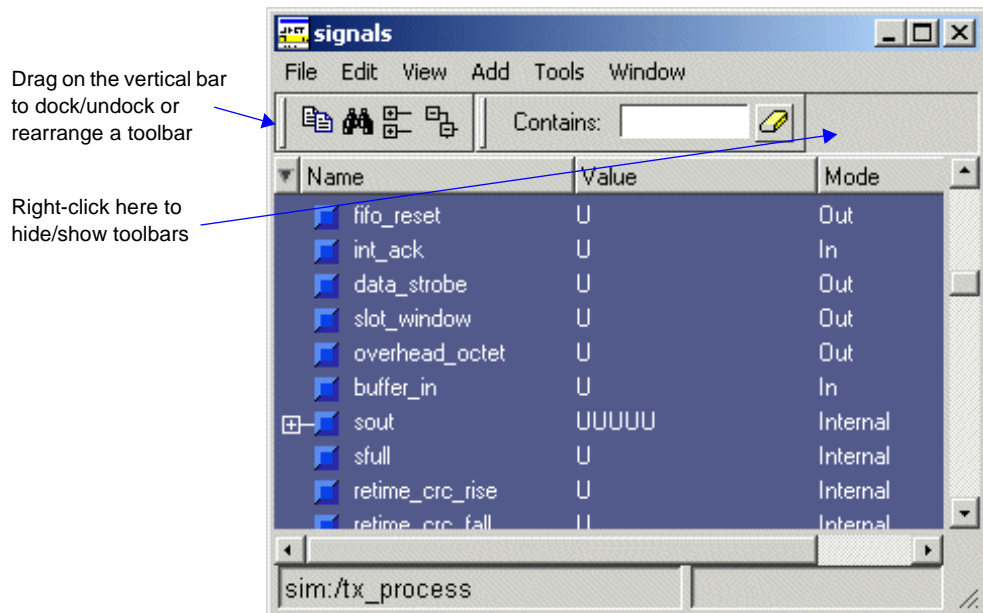 signals
File Edit View Add Tools Window
Drag on the vertical bar
to dock/undock or
rearrange a toolbar
Contains:
Right-click here to
hide/show toolbars
Name Value Mode
fifo_reset U Out
int_ack U In
data_strobe U Out
slot_window U Out
overhead_octet U Out
buffer_in U In
sout UUUUU Internal
sfull U Internal
retime_crc_rise U Internal
retime_crc_fall U Internal
sim:/tx_process